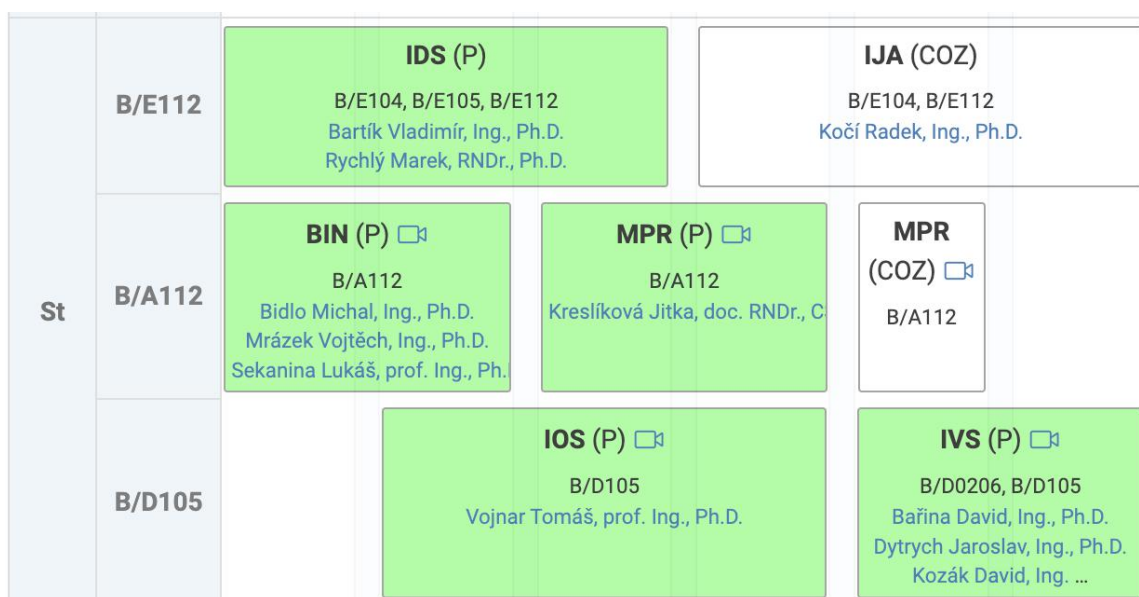 St
B/E112
IDS (P)
B/E104, B/E105, B/E112
Bartík Vladimír, Ing., Ph.D.
Rychlý Marek, RNDr., Ph.D.
IJA (COZ)
B/E104, B/E112
Kočí Radek, Ing., Ph.D.
B/A112
BIN (P)
B/A112
Bidlo Michal, Ing., Ph.D.
Mrázek Vojtěch, Ing., Ph.D.
Sekanina Lukáš, prof. Ing., Ph.
MPR (P)
B/A112
Kreslíková Jitka, doc. RNDr., C
MPR
(COZ)
B/A112
B/D105
IOS (P)
B/D105
Vojnar Tomáš, prof. Ing., Ph.D.
IVS (P)
B/D0206, B/D105
Bařina David, Ing., Ph.D.
Dytrych Jaroslav, Ing., Ph.D.
Kozák David, Ing. ...